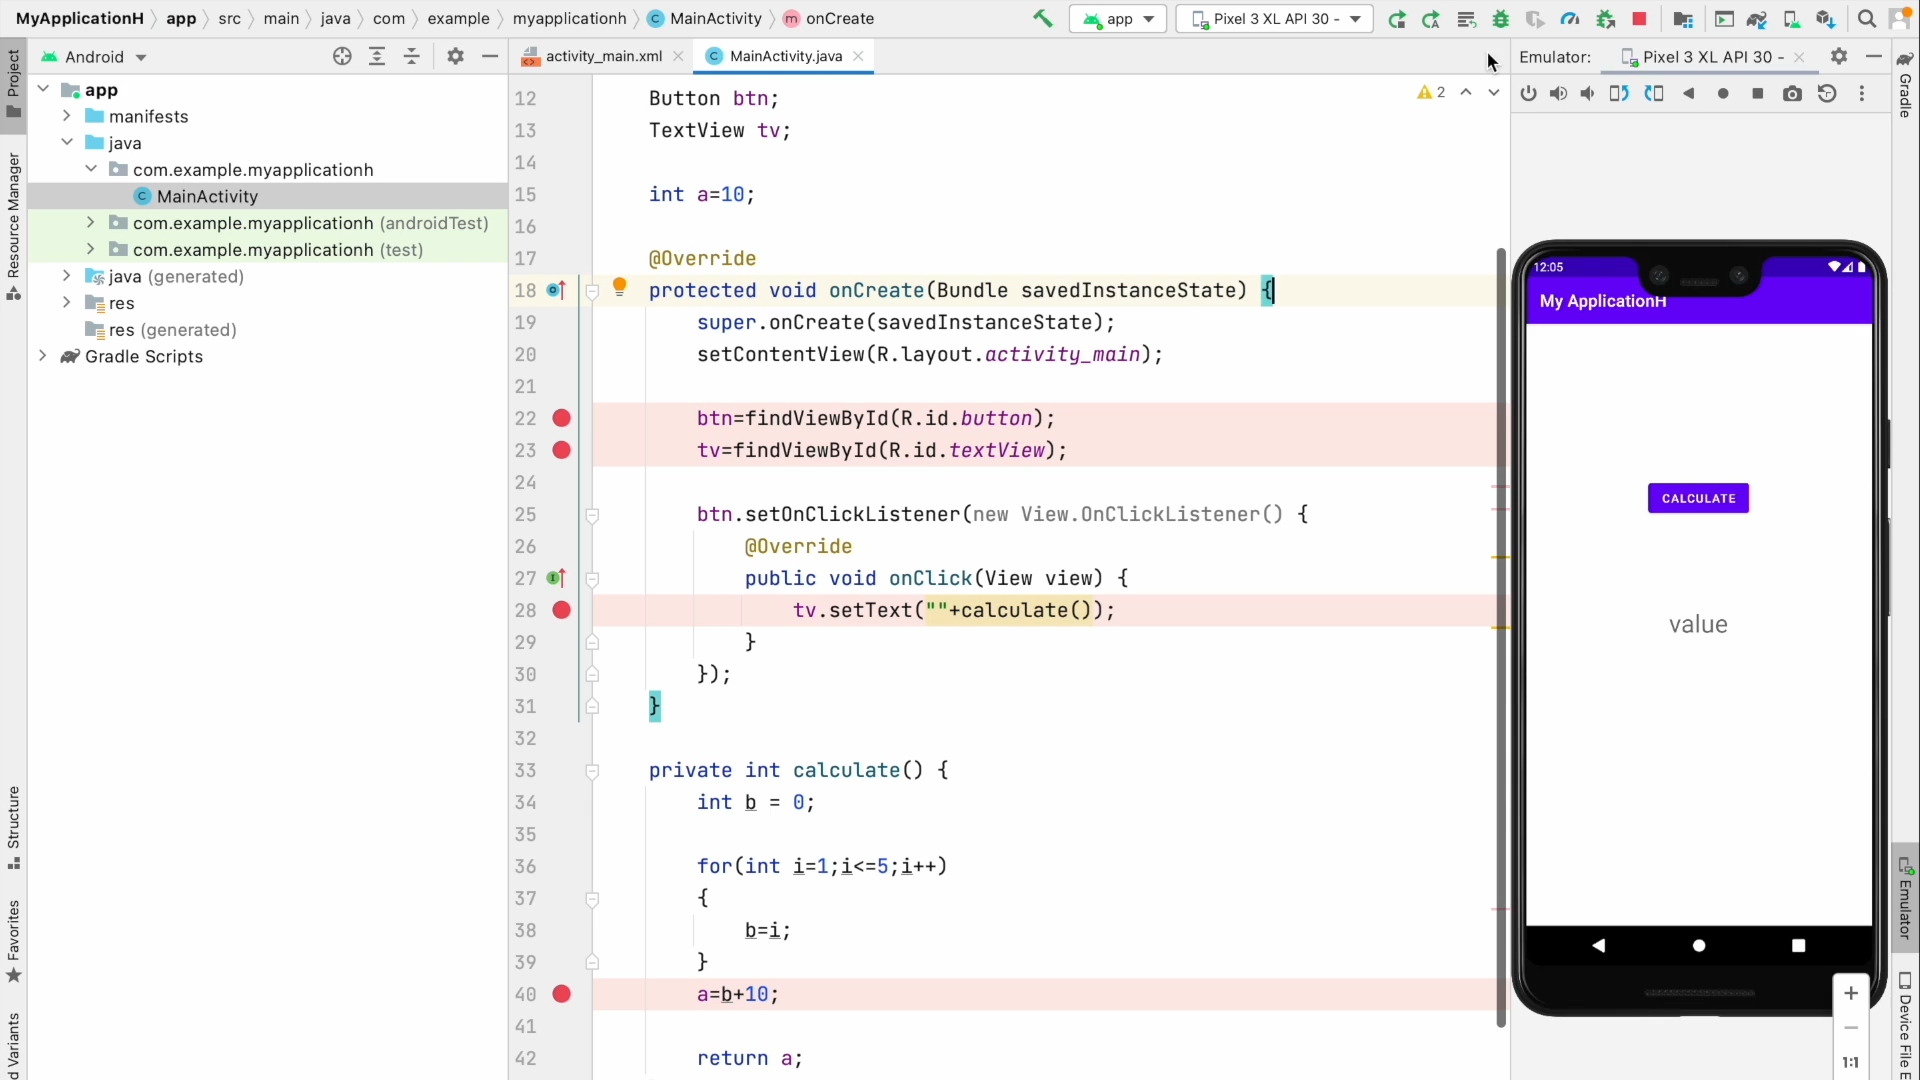 MyApplicationH app src main java com example myapplicationh MainActivity onCreate app Pixel 3 XL API 30 -
Android
activity_main.xml MainActivity.java
Emulator: Pixel 3 XL API 30 -
Project
Resource Manager
Structure
Favorites
d Variants
app
manifests
java
com.example.myapplicationh
MainActivity
com.example.myapplicationh (androidTest)
com.example.myapplicationh (test)
java (generated)
res
res (generated)
Gradle Scripts
2
12 Button btn;
13 TextView tv;
14
15 int a=10;
16
17 @Override
18 protected void onCreate(Bundle savedInstanceState) {
19 super.onCreate(savedInstanceState);
20 setContentView(R.layout.activity_main);
21
22 btn=findViewById(R.id.button);
23 tv=findViewById(R.id.textView);
24
25 btn.setOnClickListener(new View.OnClickListener() {
26 @Override
27 public void onClick(View view) {
28 tv.setText(""+calculate());
29 }
30 });
31 }
32
33 private int calculate() {
34 int b = 0;
35
36 for(int i=1;i<=5;i++)
37 {
38 b=i;
39 }
40 a=b+10;
41
42 return a;
12:05
My ApplicationH
CALCULATE
value
1:1
Gradle
Emulator
Device File E